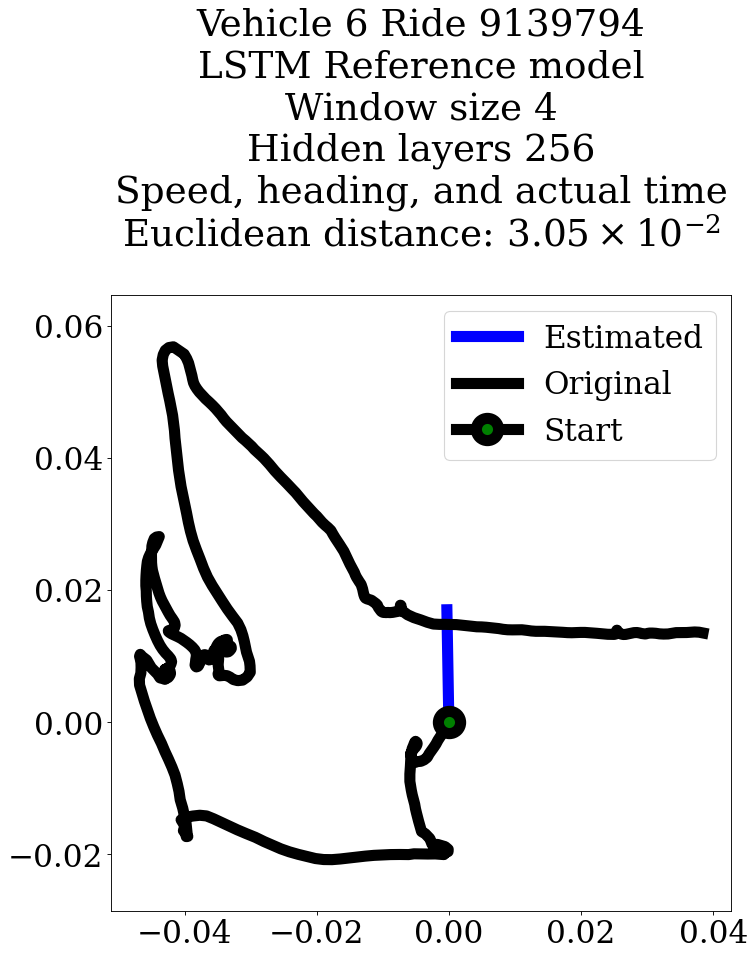 Vehicle 6 Ride 9139794
LSTM Reference model
Window size 4
Hidden layers 256
Speed, heading, and actual time
Euclidean distance: 3.05 × 10⁻²
Estimated
Original
Start
0.06
0.04
0.02
0.00
−0.02
−0.04 −0.02 0.00 0.02 0.04